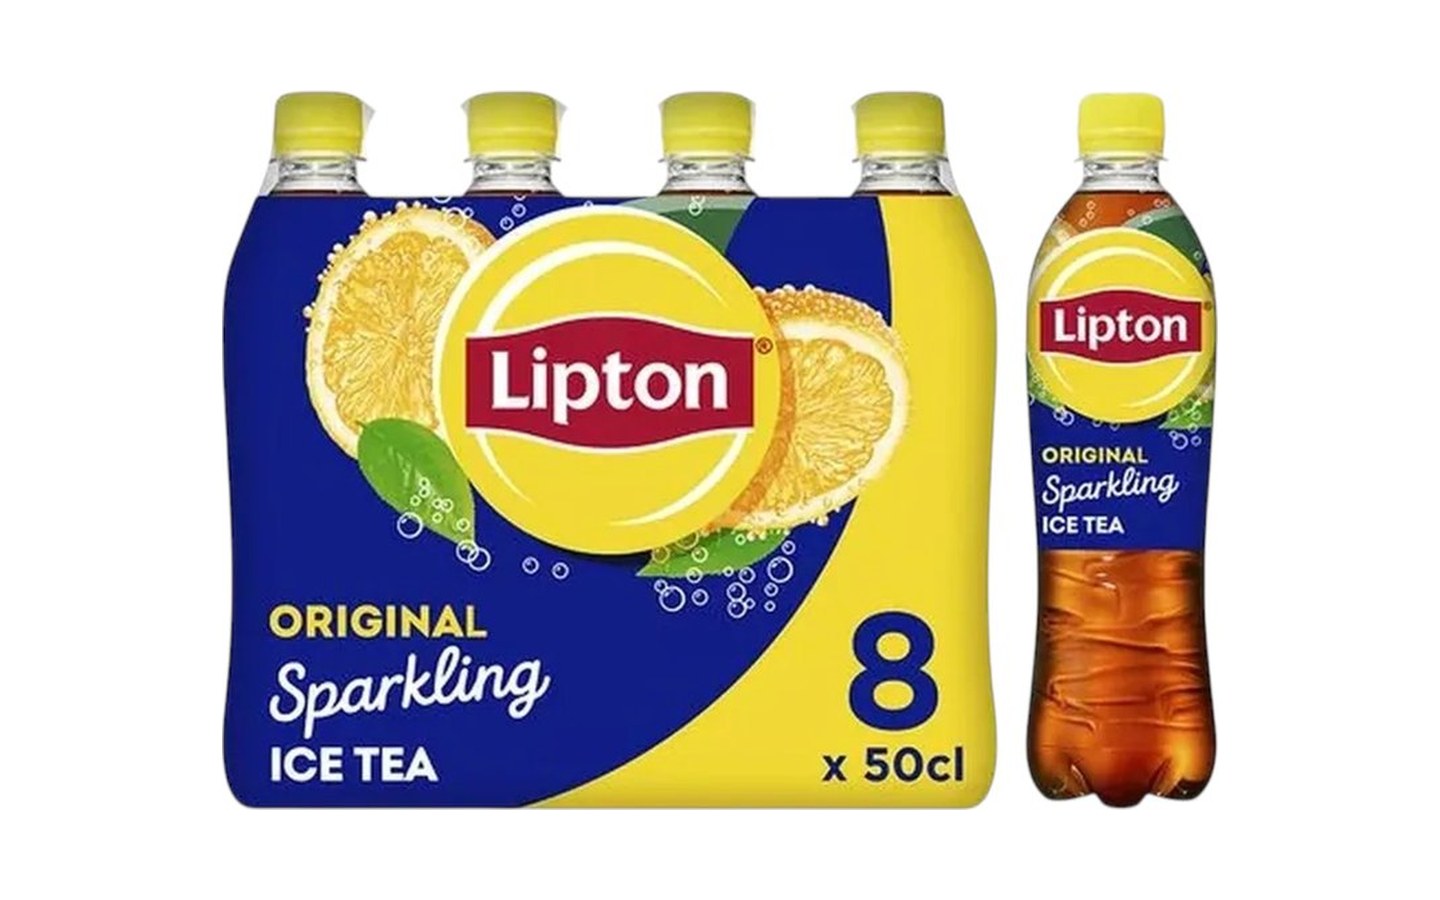 Lipton®
ORIGINAL
Sparkling
ICE TEA
8
x 50cl
Lipton®
ORIGINAL
Sparkling
ICE TEA